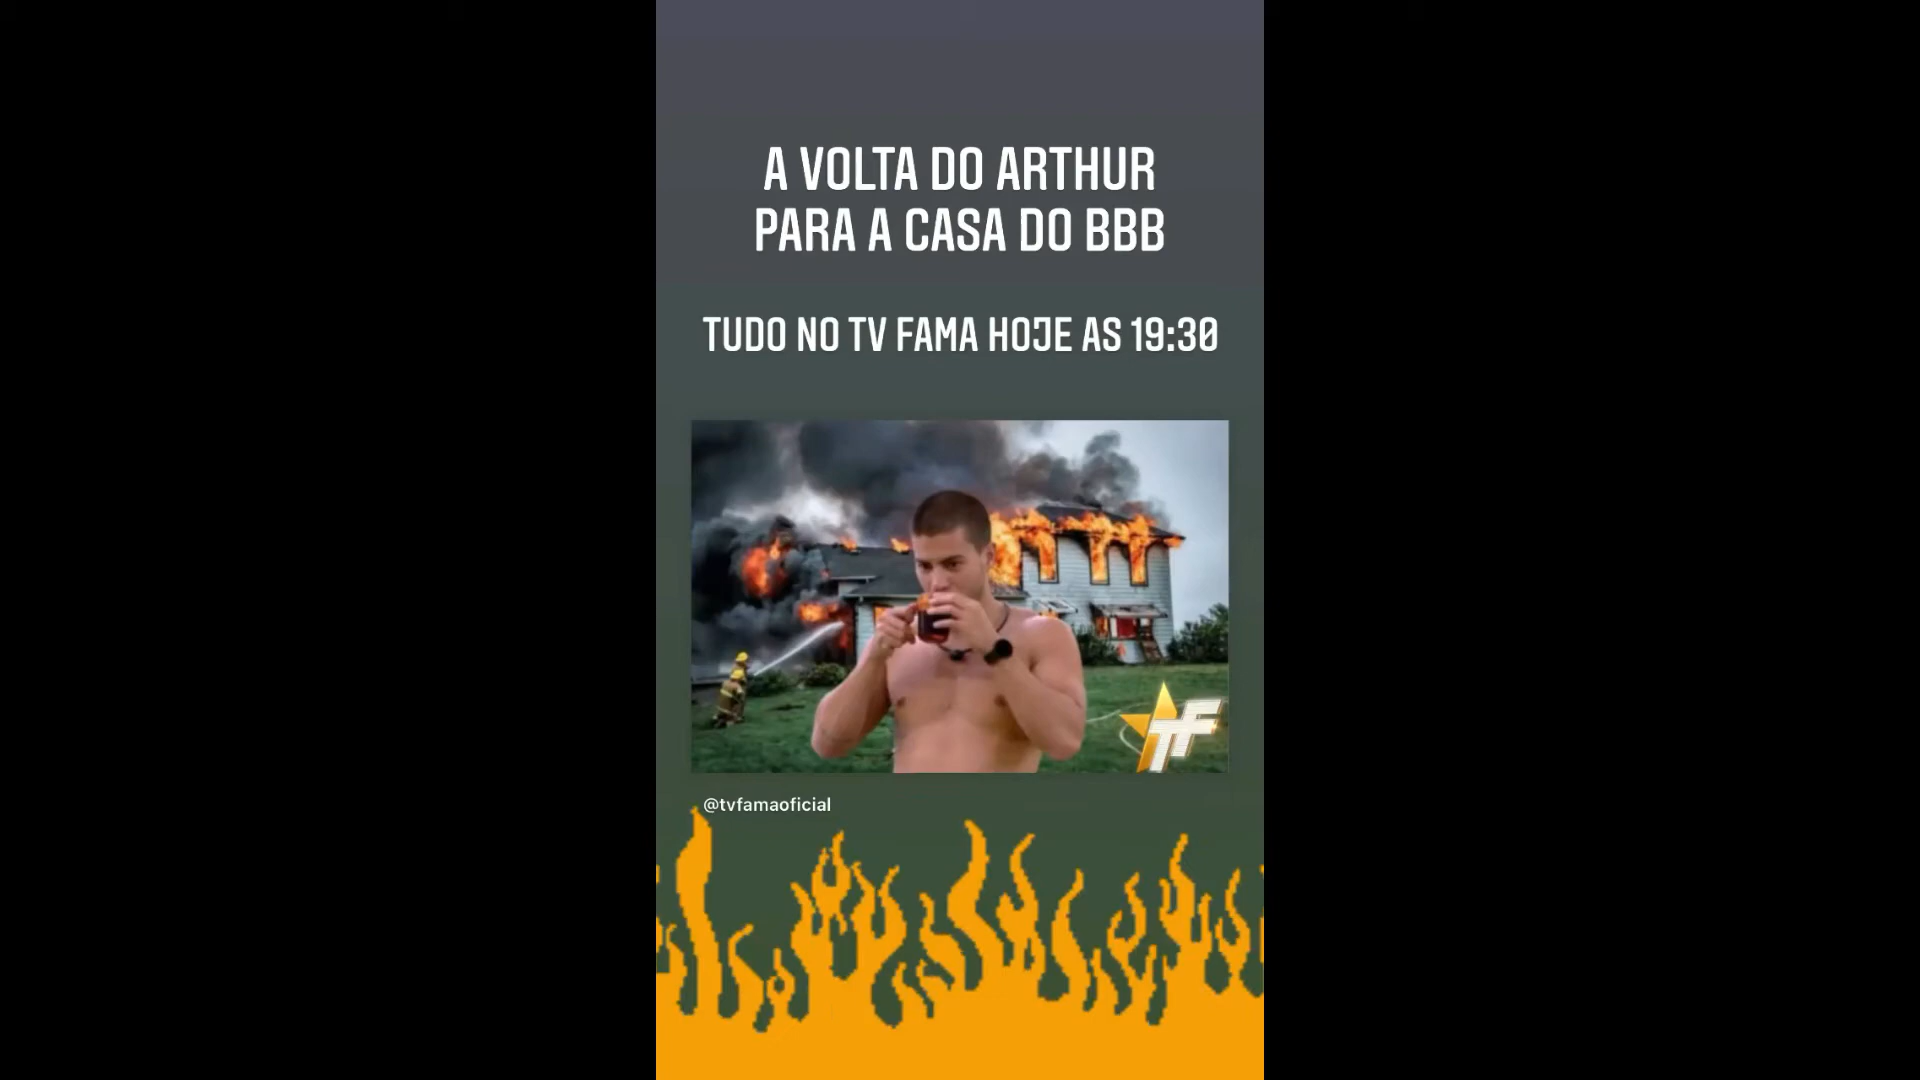 A VOLTA DO ARTHUR
PARA A CASA DO BBB
TUDO NO TV FAMA HOJE AS 19:30
TF
@tvfamaoficial